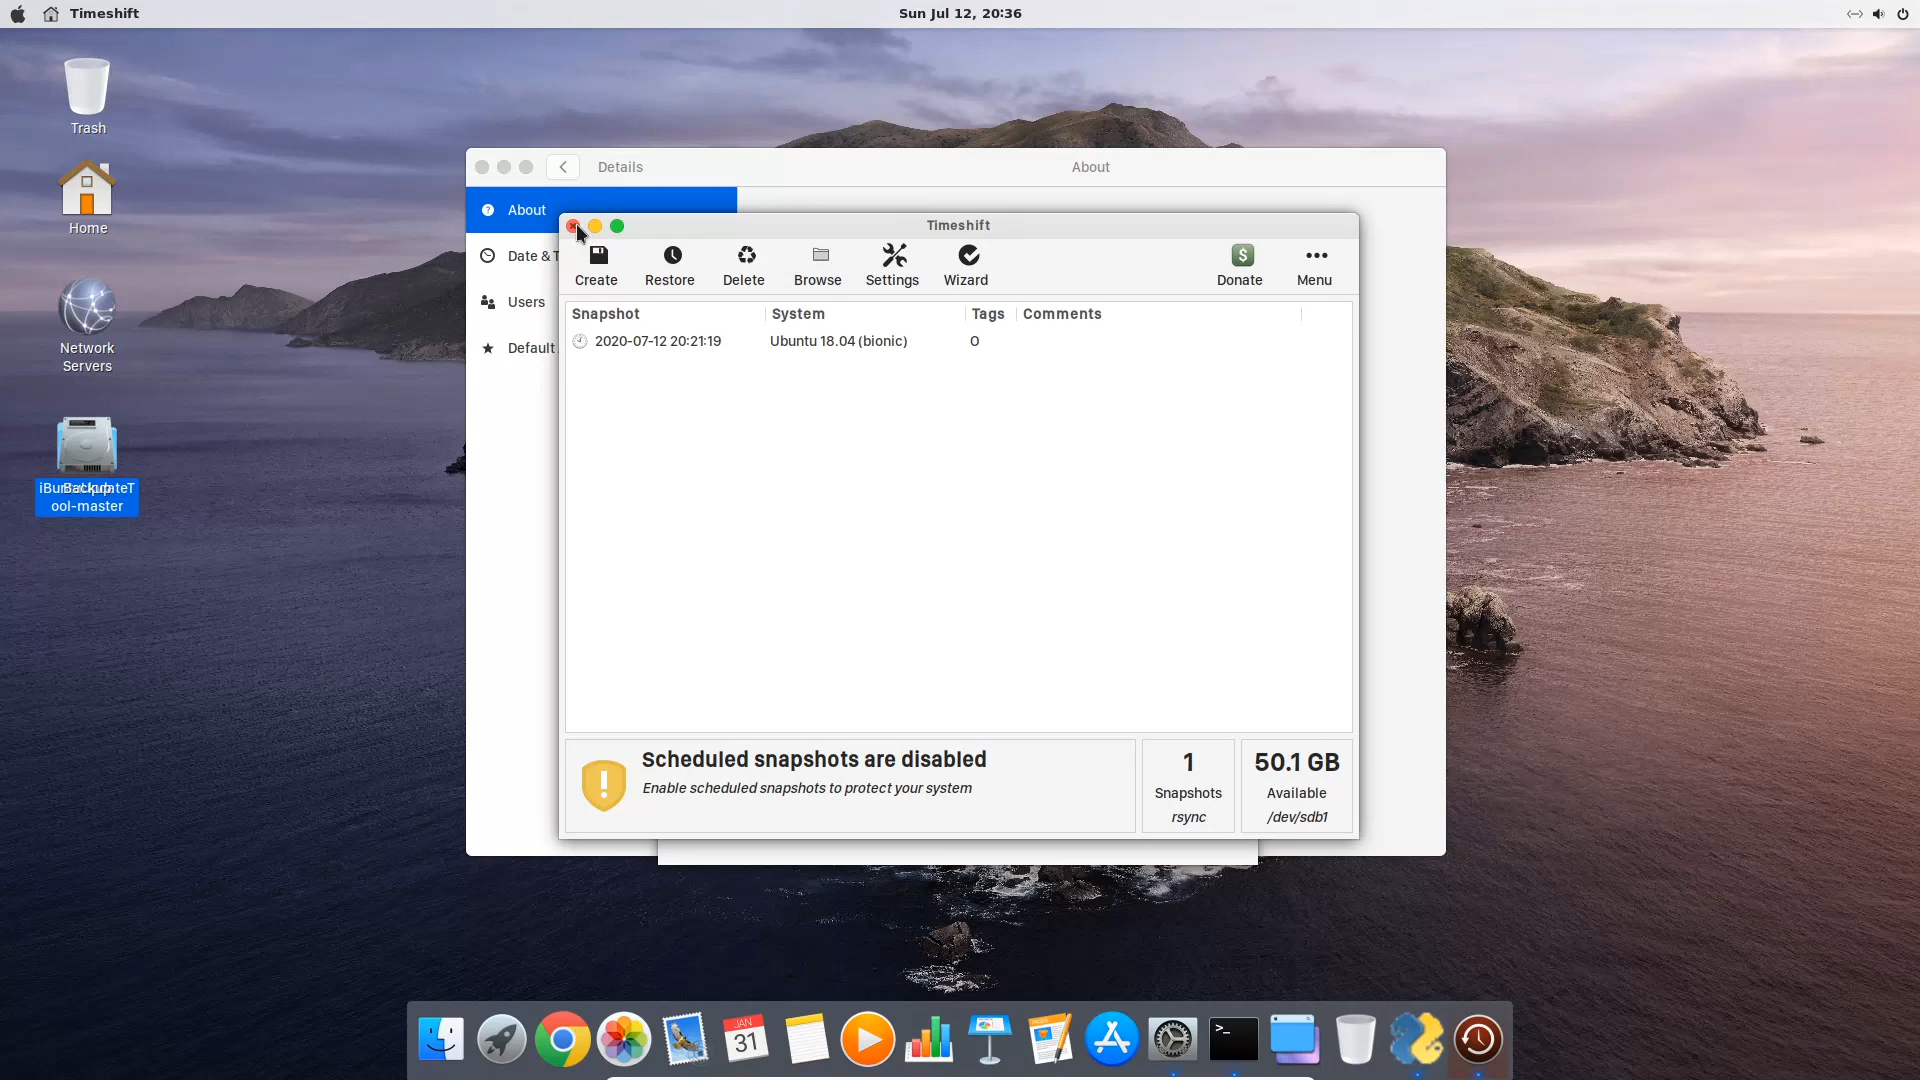 Timeshift
Sun Jul 12, 20:36
Trash
Home
Network
Servers
ool-master
Details
About
About
Date & T
Users
Default
Timeshift
Create
Restore
Delete
Browse
Settings
Wizard
Donate
Menu
Snapshot
System
Tags
Comments
2020-07-12 20:21:19
Ubuntu 18.04 (bionic)
O
Scheduled snapshots are disabled
Enable scheduled snapshots to protect your system
1
Snapshots
rsync
50.1 GB
Available
/dev/sdb1
JAN
31
>_